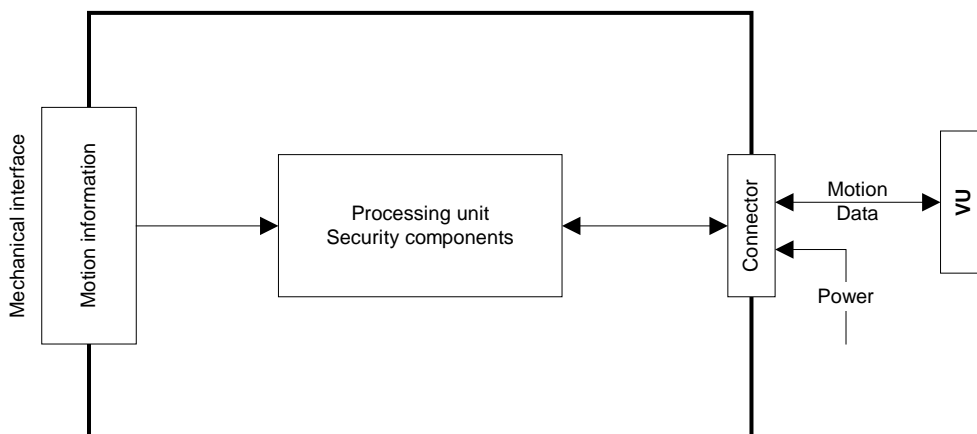 Mechanical interface
Motion information
Processing unit
Security components
Connector
Motion
Data
Power
VU